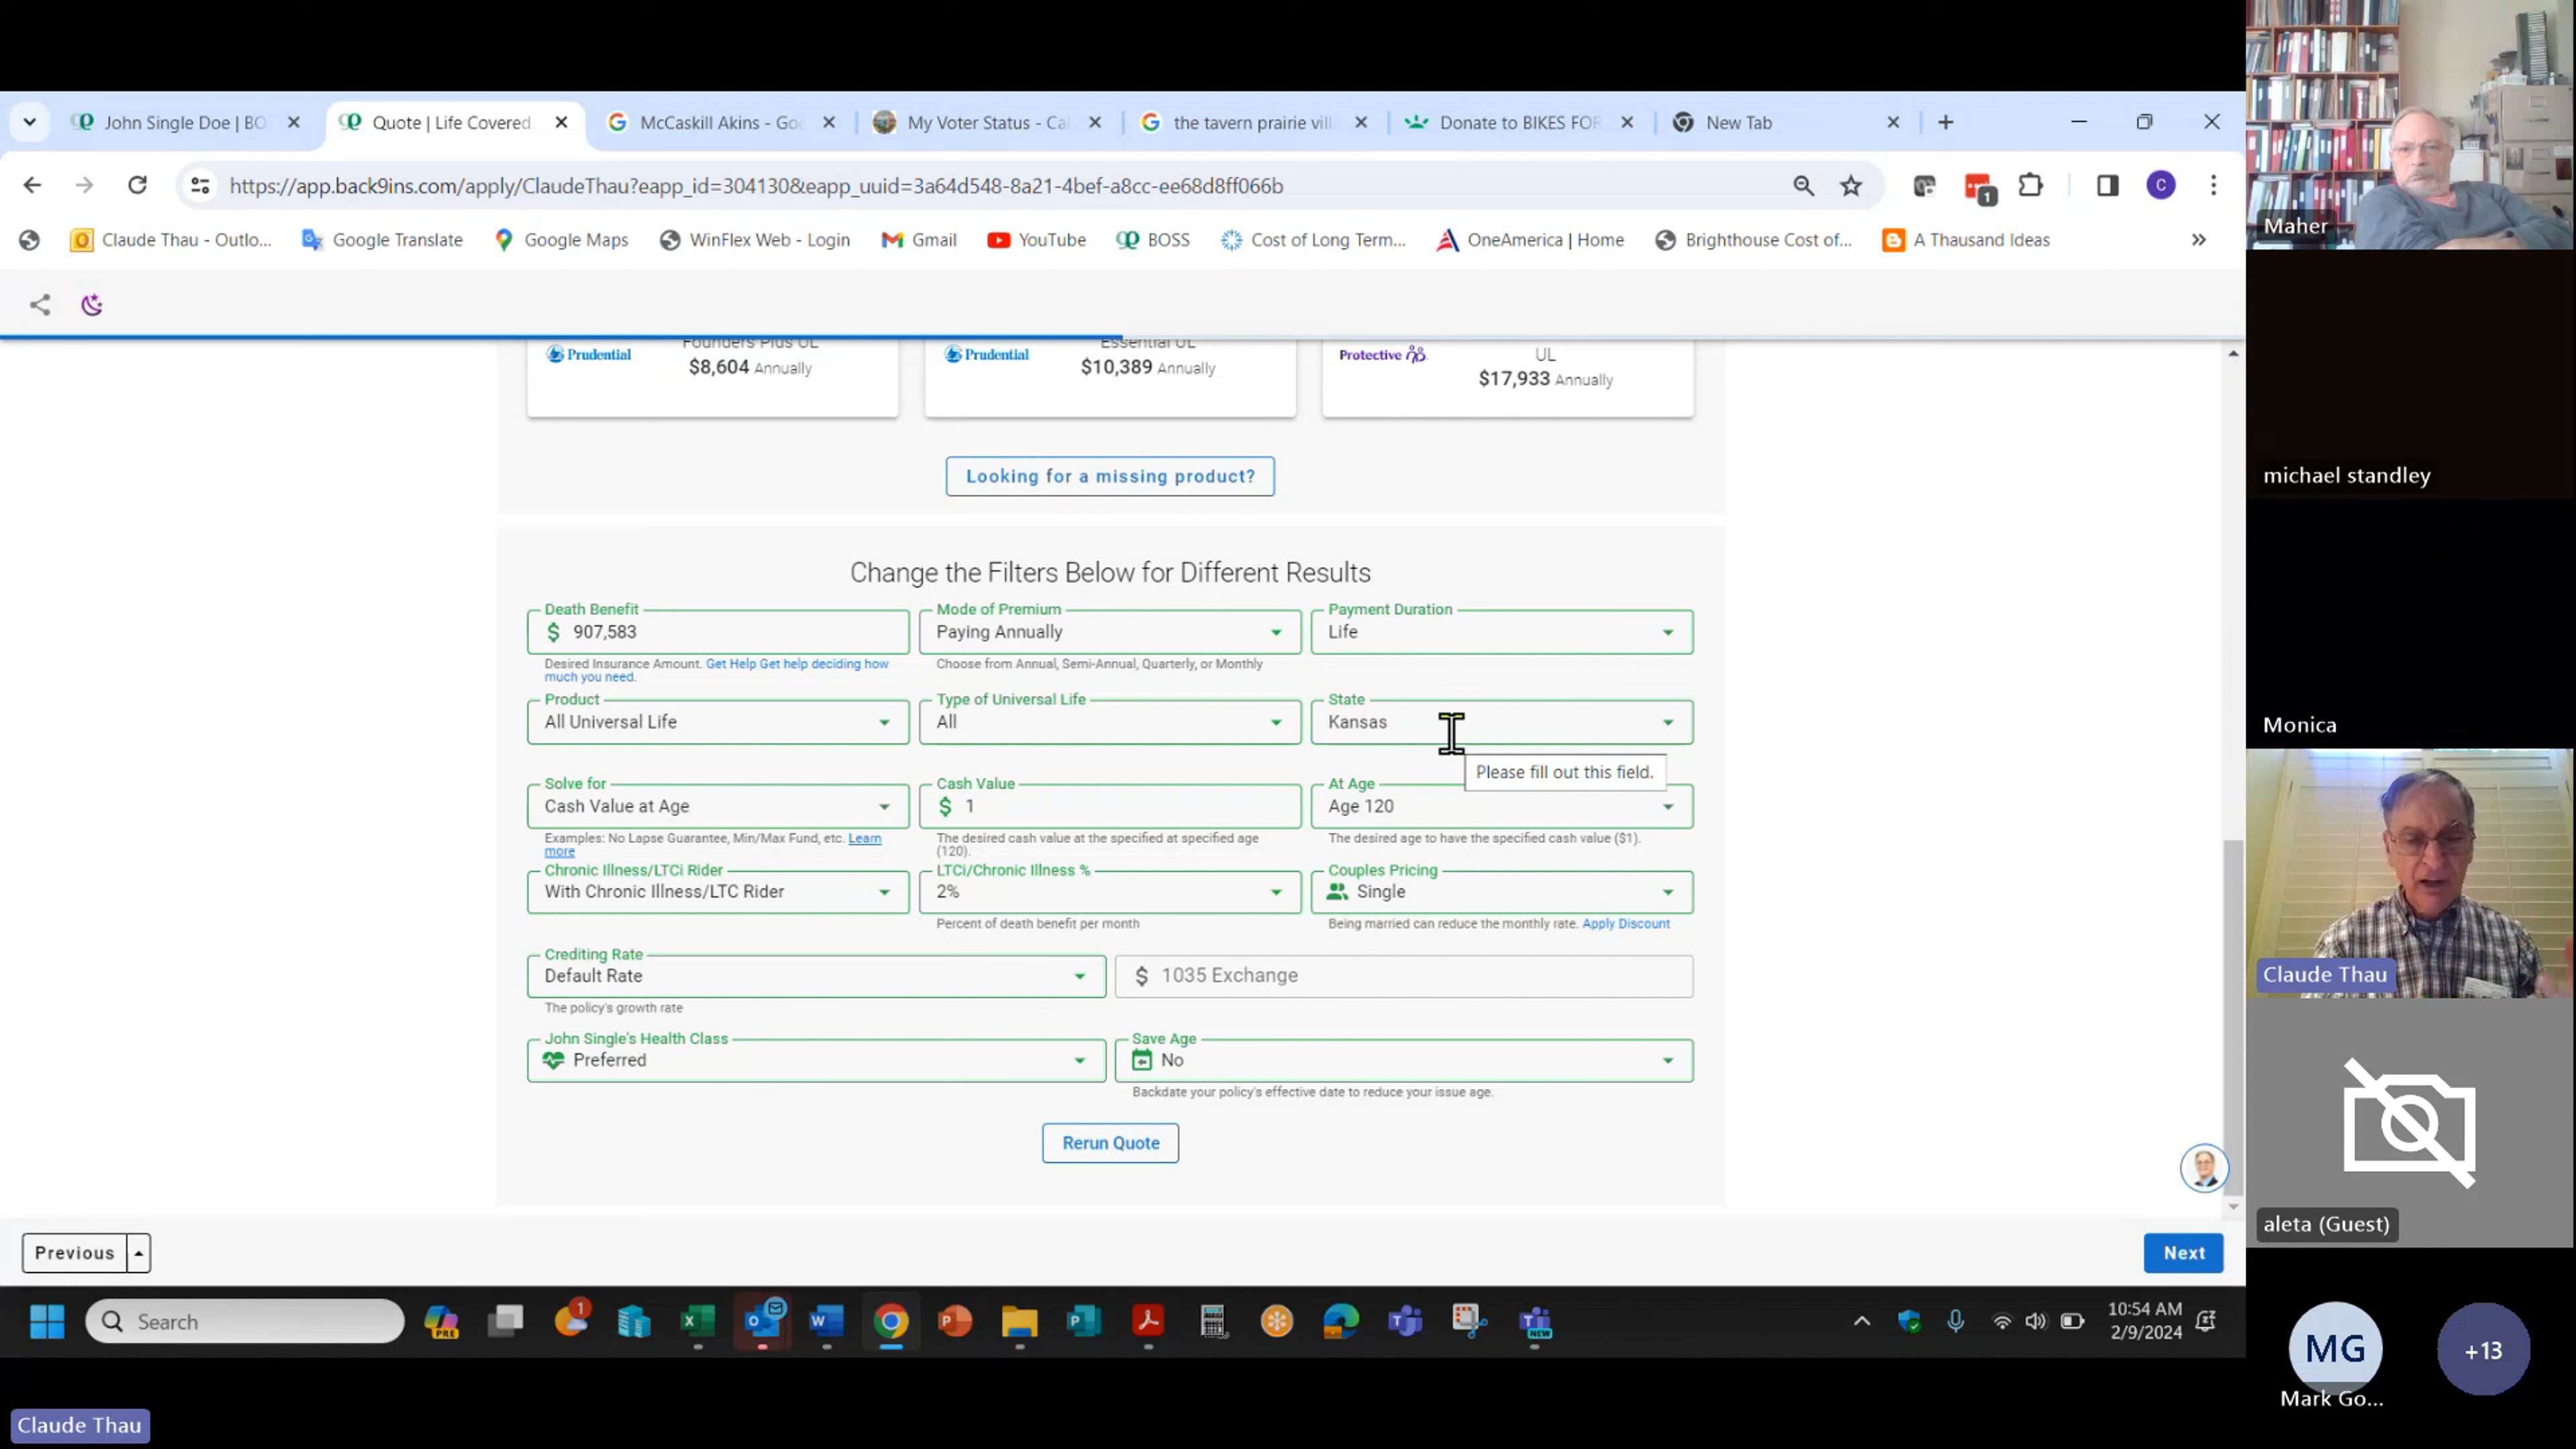 John Single Doe | BO
Quote | Life Covered
McCaskill Akins - Goo
My Voter Status - Cal
the tavern prairie vill
Donate to BIKES FOR
New Tab
https://app.back9ins.com/apply/ClaudeThau?eapp_id=304130&eapp_uuid=3a64d548-8a21-4bef-a8cc-ee68d8ff066b
1
C
Claude Thau - Outlo...
Google Translate
Google Maps
WinFlex Web - Login
Gmail
YouTube
BOSS
Cost of Long Term...
OneAmerica | Home
Brighthouse Cost of...
A Thousand Ideas
»
Prudential
Founders Plus UL
$8,604 Annually
Prudential
Essential UL
$10,389 Annually
Protective
UL
$17,933 Annually
Looking for a missing product?
Change the Filters Below for Different Results
Death Benefit
$ 907,583
Desired Insurance Amount. Get Help Get help deciding how
much you need.
Mode of Premium
Paying Annually
Choose from Annual, Semi-Annual, Quarterly, or Monthly
Payment Duration
Life
Product
All Universal Life
Type of Universal Life
All
State
Kansas
Please fill out this field.
Solve for
Cash Value at Age
Examples: No Lapse Guarantee, Min/Max Fund, etc. Learn
more
Cash Value
$ 1
The desired cash value at the specified at specified age
(120).
At Age
Age 120
The desired age to have the specified cash value ($1).
Chronic Illness/LTCi Rider
With Chronic Illness/LTC Rider
LTCi/Chronic Illness %
2%
Percent of death benefit per month
Couples Pricing
Single
Being married can reduce the monthly rate. Apply Discount
Crediting Rate
Default Rate
The policy's growth rate
$ 1035 Exchange
John Single's Health Class
Preferred
Save Age
No
Backdate your policy's effective date to reduce your issue age.
Rerun Quote
Previous
Next
Search
PRE
1
NEW
10:54 AM
2/9/2024
Claude Thau
Maher
michael standley
Monica
Claude Thau
aleta (Guest)
MG
Mark Go...
+13